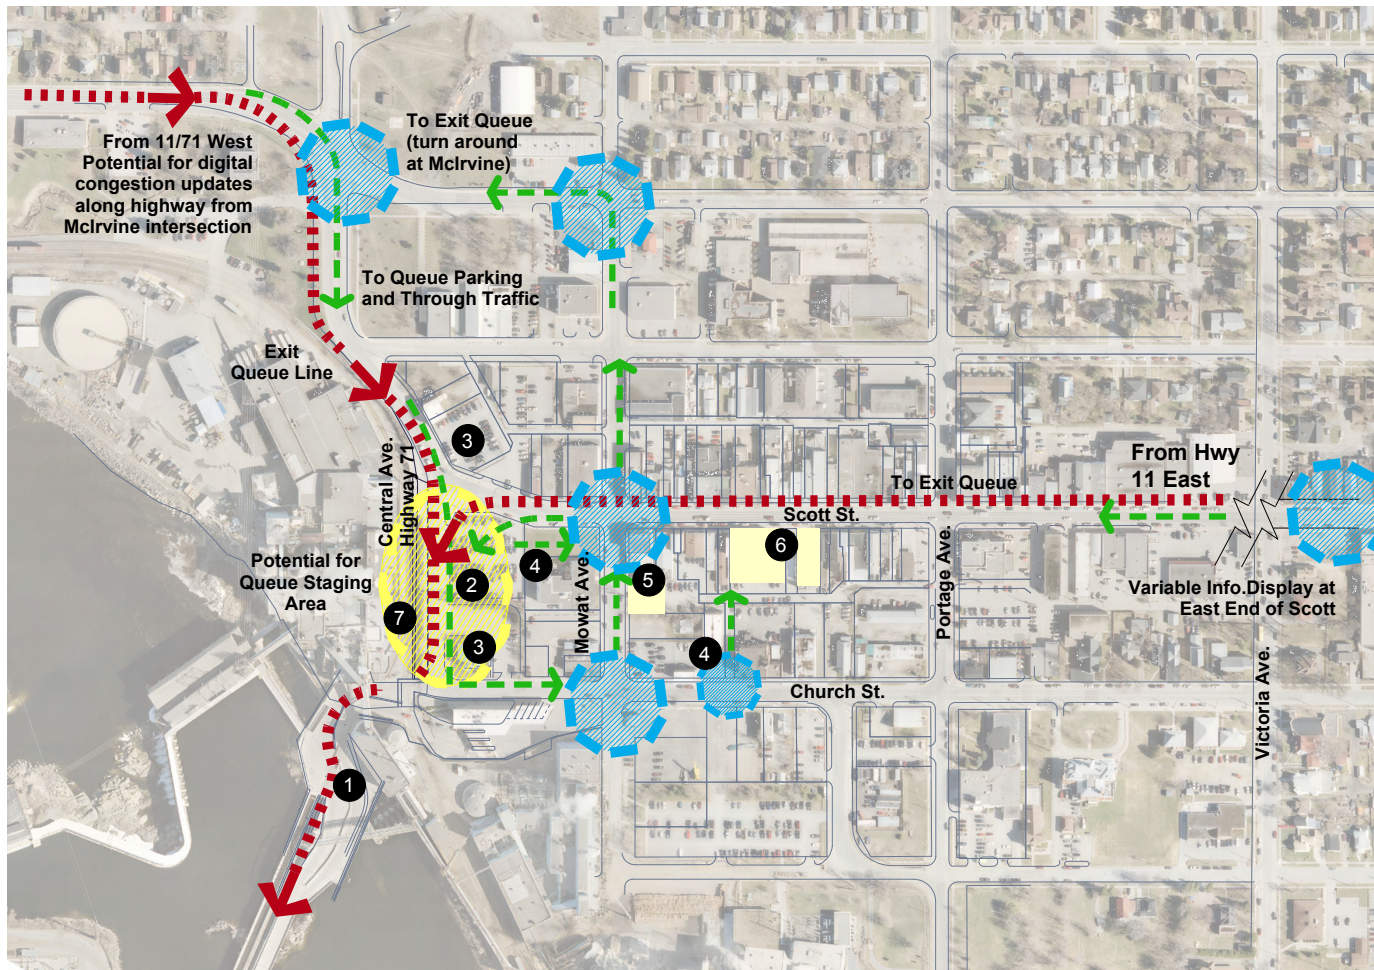 To Exit Queue
(turn around
at McIrvine)
From 11/71 West
Potential for digital
congestion updates
along highway from
McIrvine intersection
To Queue Parking
and Through Traffic
Exit
Queue Line
3
Central Ave.
Highway 71
From Hwy
11 East
To Exit Queue
Scott St.
Potential for
Queue Staging
Area
2
4
5
6
7
3
4
Mowat Ave.
Portage Ave.
Variable Info.Display at
East End of Scott
Church St.
Victoria Ave.
1